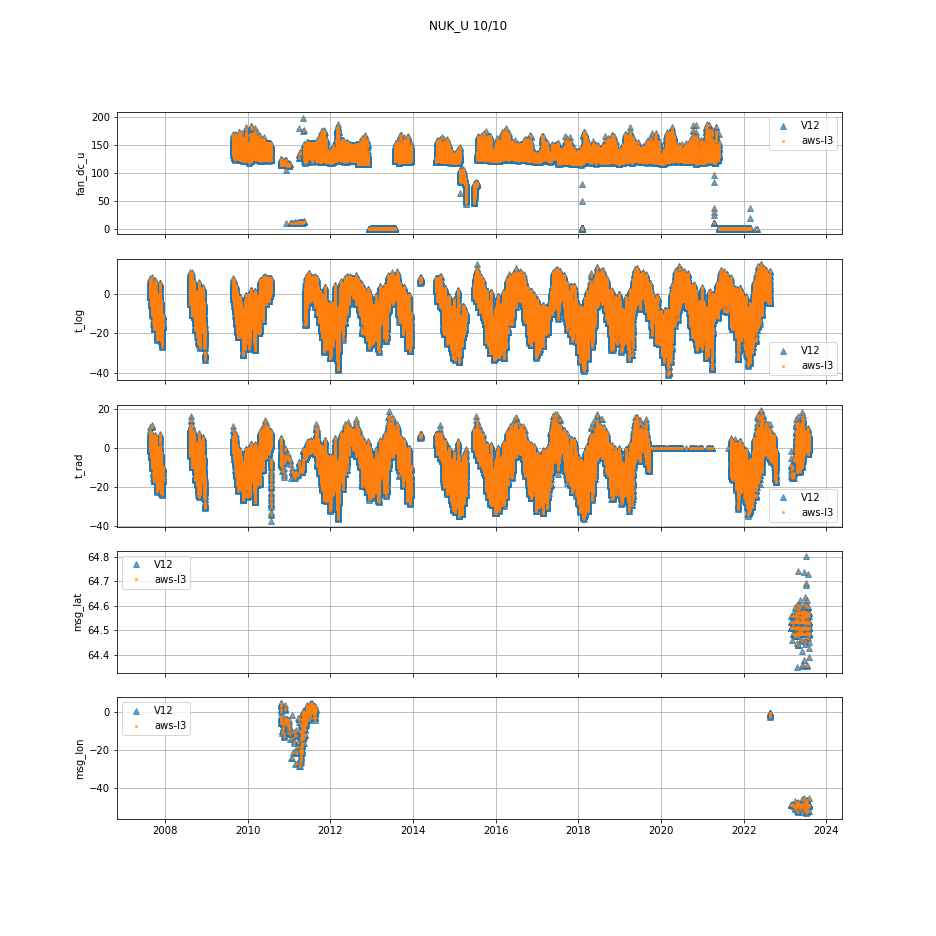 NUK_U 10/10
fan_dc_u
200
150
100
50
0
V12
aws-l3
t_log
0
−20
−40
V12
aws-l3
t_rad
20
0
−20
−40
V12
aws-l3
msg_lat
64.8
64.7
64.6
64.5
64.4
V12
aws-l3
msg_lon
0
−20
−40
V12
aws-l3
2008 2010 2012 2014 2016 2018 2020 2022 2024